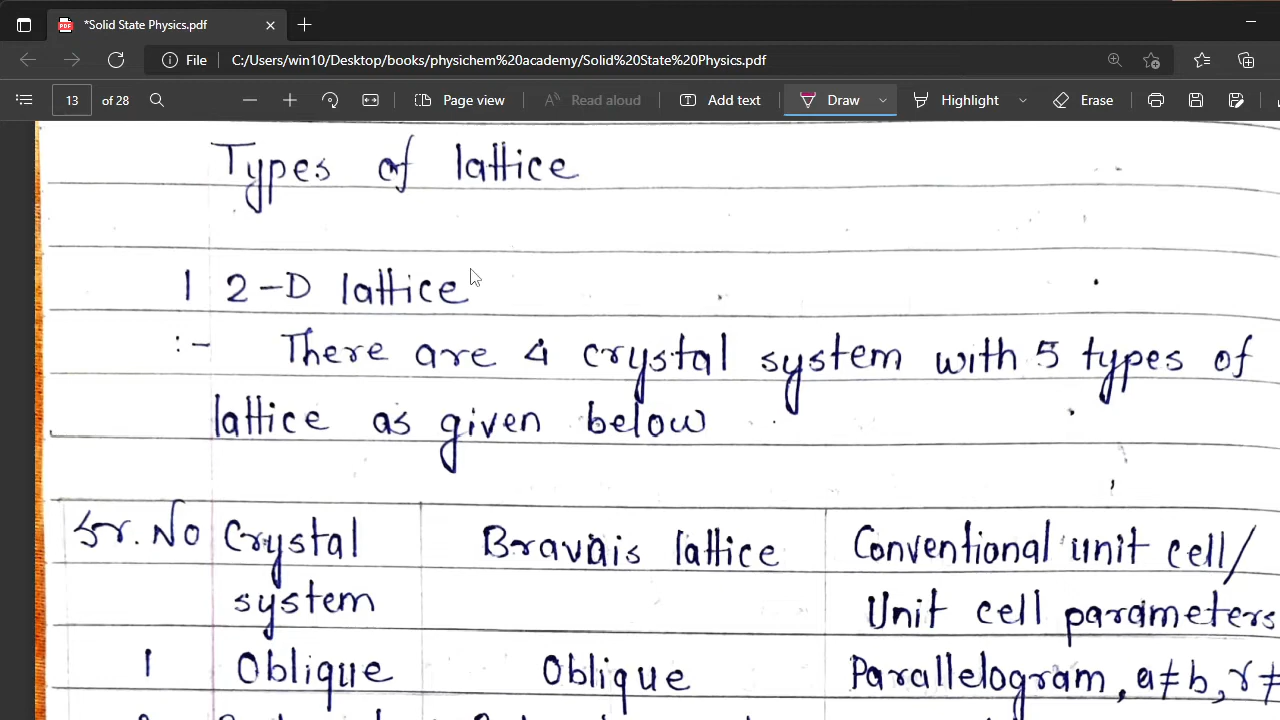 *Solid State Physics.pdf
File C:/Users/win10/Desktop/books/physichem%20academy/Solid%20State%20Physics.pdf
13 of 28 Page view Read aloud Add text Draw Highlight Erase
Types of lattice
1 2-D lattice
:- There are 4 crystal system with 5 types of
lattice as given below
Sr. No Crystal Bravais lattice Conventional unit cell/
system Unit cell parameters
1 Oblique Oblique Parallelogram, a≠b, γ≠